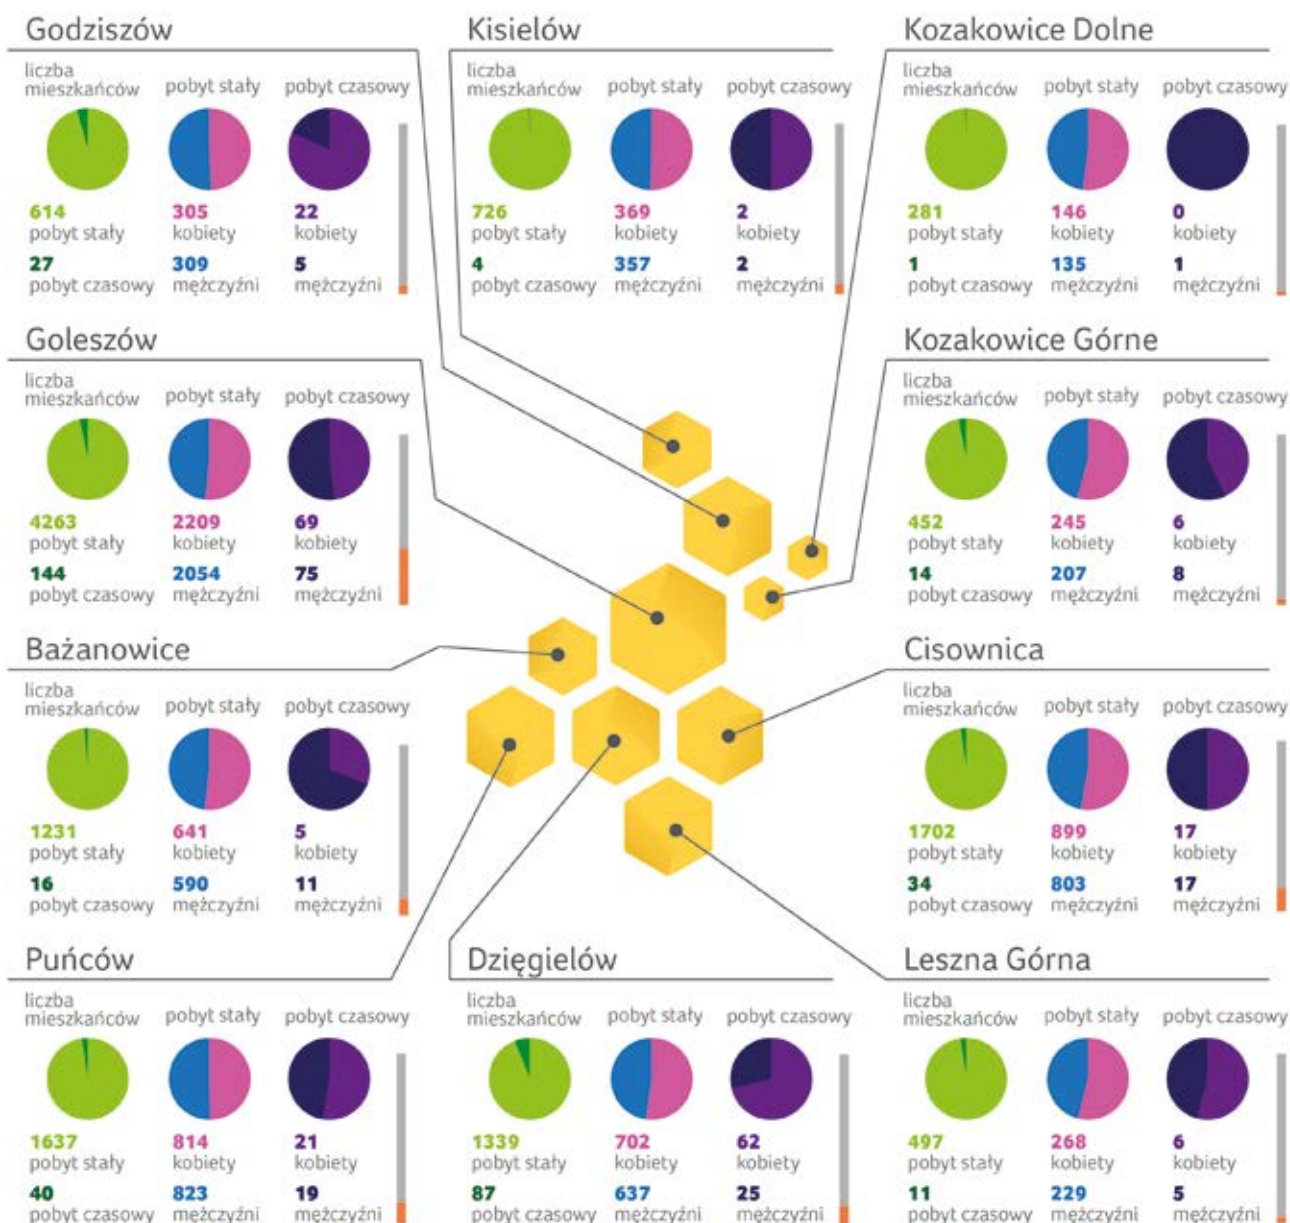 Godziszów
liczba
mieszkańców
pobyt stały
pobyt czasowy
614
pobyt stały
27
pobyt czasowy
305
kobiety
309
mężczyźni
22
kobiety
5
mężczyźni
Kisielów
liczba
mieszkańców
pobyt stały
pobyt czasowy
726
pobyt stały
4
pobyt czasowy
369
kobiety
357
mężczyźni
2
kobiety
2
mężczyźni
Kozakowice Dolne
liczba
mieszkańców
pobyt stały
pobyt czasowy
281
pobyt stały
1
pobyt czasowy
146
kobiety
135
mężczyźni
0
kobiety
1
mężczyźni
Goleszów
liczba
mieszkańców
pobyt stały
pobyt czasowy
4263
pobyt stały
144
pobyt czasowy
2209
kobiety
2054
mężczyźni
69
kobiety
75
mężczyźni
Kozakowice Górne
liczba
mieszkańców
pobyt stały
pobyt czasowy
452
pobyt stały
14
pobyt czasowy
245
kobiety
207
mężczyźni
6
kobiety
8
mężczyźni
Bażanowice
liczba
mieszkańców
pobyt stały
pobyt czasowy
1231
pobyt stały
16
pobyt czasowy
641
kobiety
590
mężczyźni
5
kobiety
11
mężczyźni
Cisownica
liczba
mieszkańców
pobyt stały
pobyt czasowy
1702
pobyt stały
34
pobyt czasowy
899
kobiety
803
mężczyźni
17
kobiety
17
mężczyźni
Puńców
liczba
mieszkańców
pobyt stały
pobyt czasowy
1637
pobyt stały
40
pobyt czasowy
814
kobiety
823
mężczyźni
21
kobiety
19
mężczyźni
Dzięgielów
liczba
mieszkańców
pobyt stały
pobyt czasowy
1339
pobyt stały
87
pobyt czasowy
702
kobiety
637
mężczyźni
62
kobiety
25
mężczyźni
Leszna Górna
liczba
mieszkańców
pobyt stały
pobyt czasowy
497
pobyt stały
11
pobyt czasowy
268
kobiety
229
mężczyźni
6
kobiety
5
mężczyźni